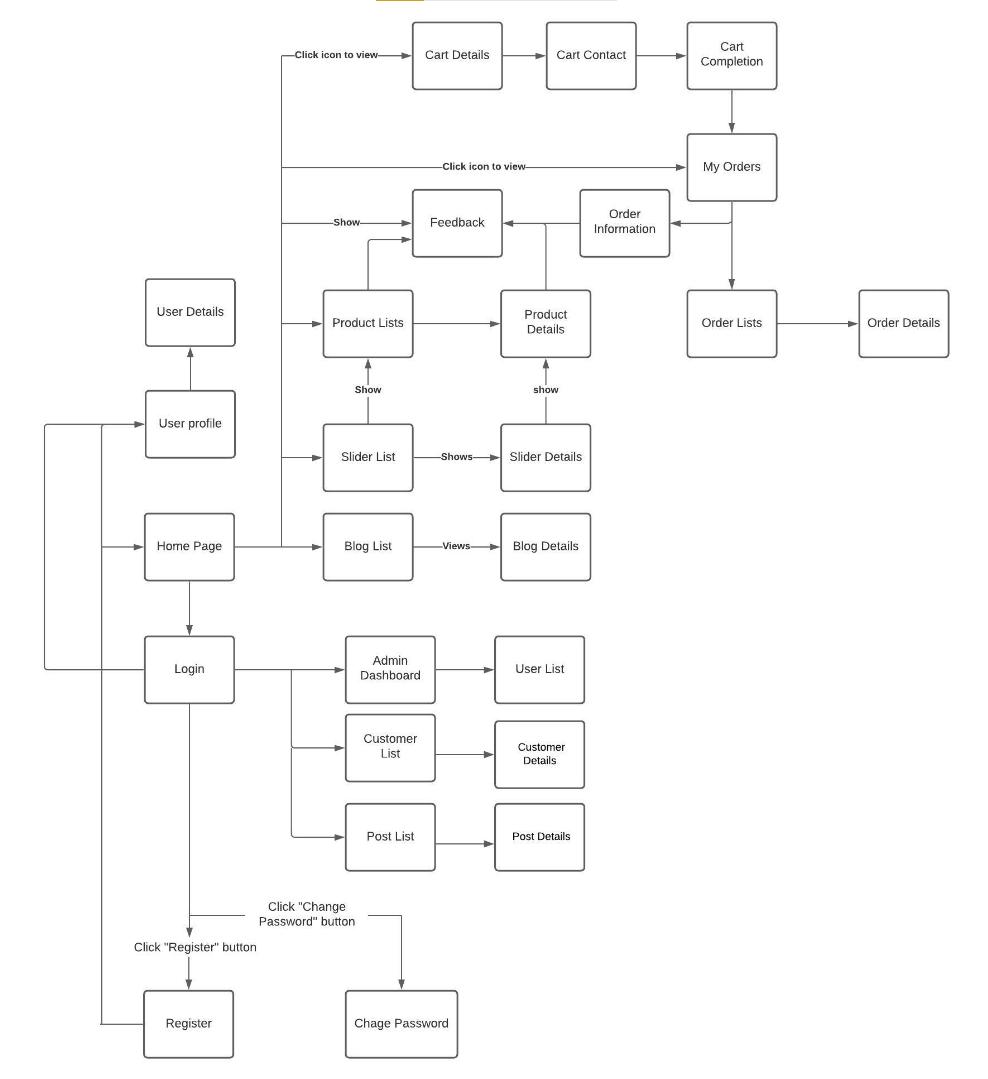 Click icon to view
Cart Details
Cart Contact
Cart
Completion
Click icon to view
My Orders
Show
Feedback
Order
Information
User Details
Product Lists
Product
Details
Order Lists
Order Details
Show
show
User profile
Slider List
Shows
Slider Details
Home Page
Blog List
Views
Blog Details
Login
Admin
Dashboard
User List
Customer
List
Customer
Details
Post List
Post Details
Click "Change
Password" button
Click "Register" button
Register
Chage Password